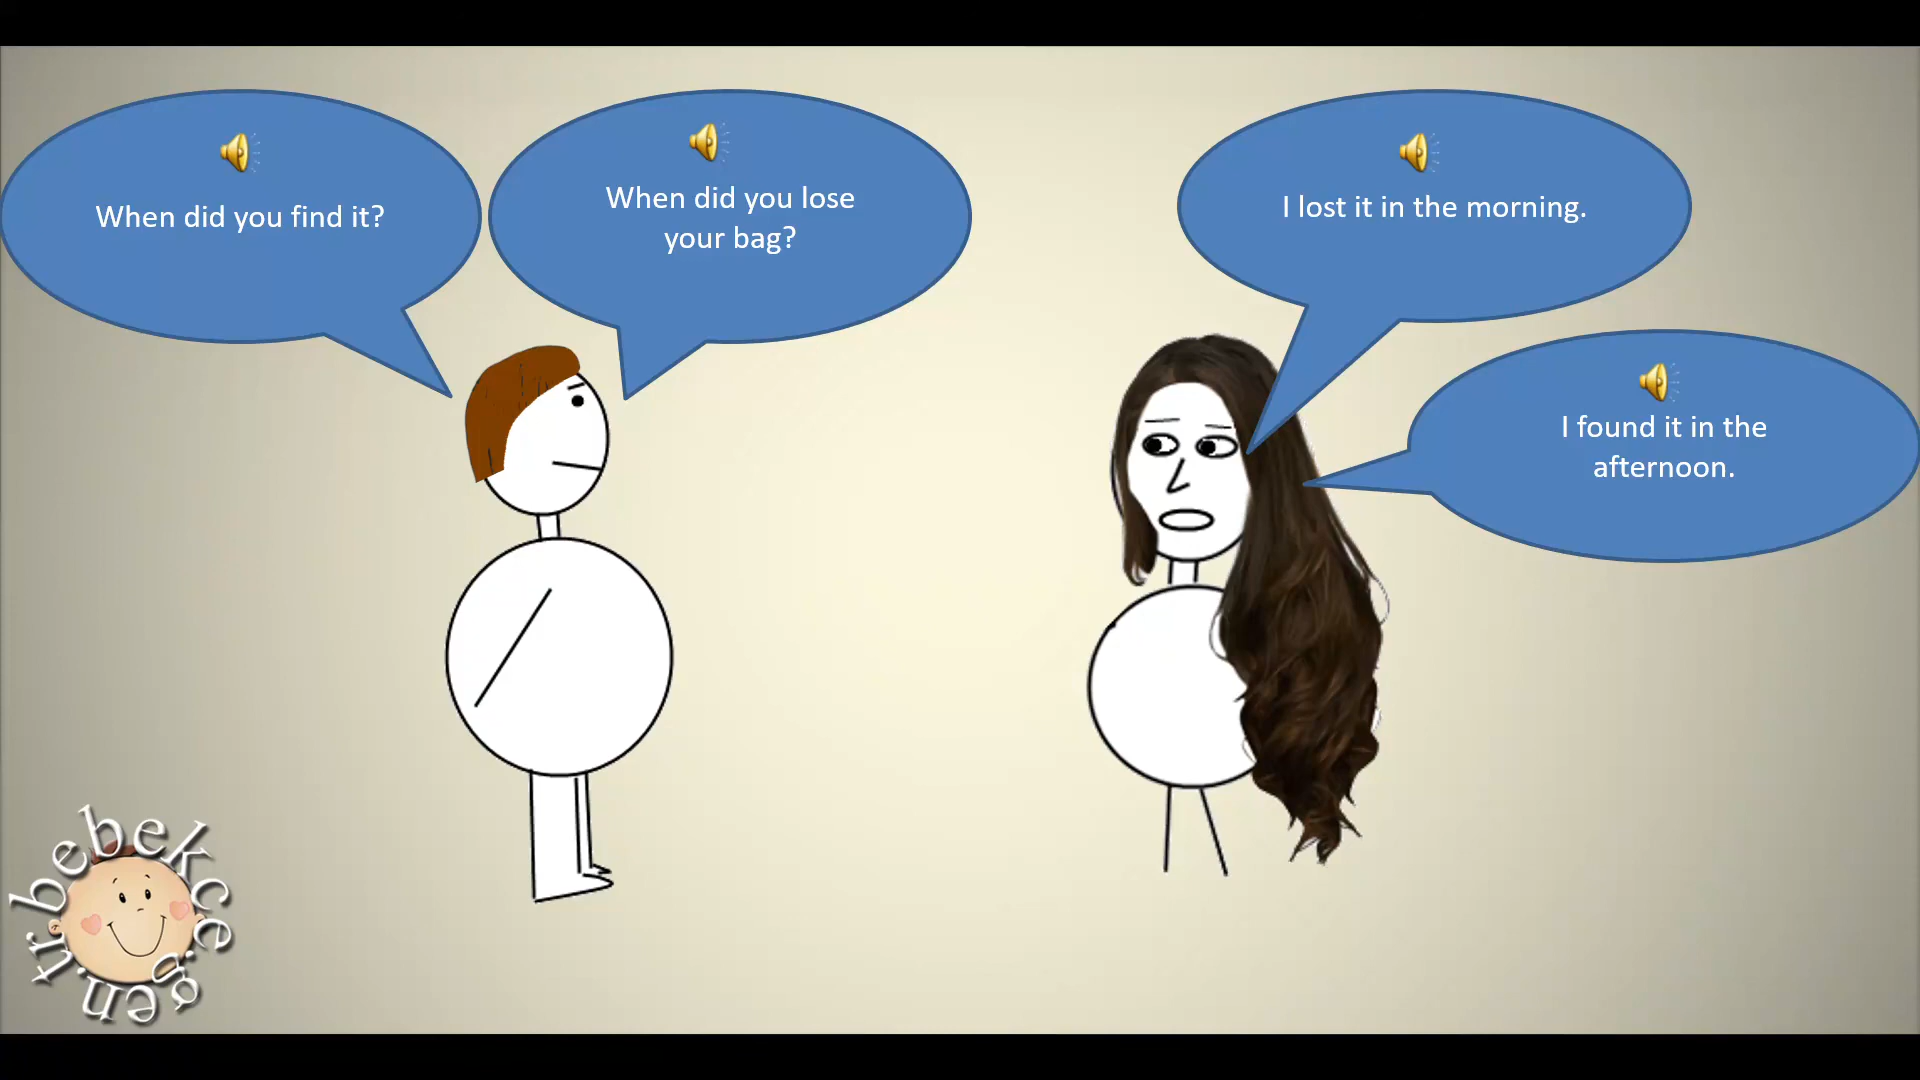 When did you find it?
When did you lose
your bag?
I lost it in the morning.
I found it in the
afternoon.
bebekce.gen.tr